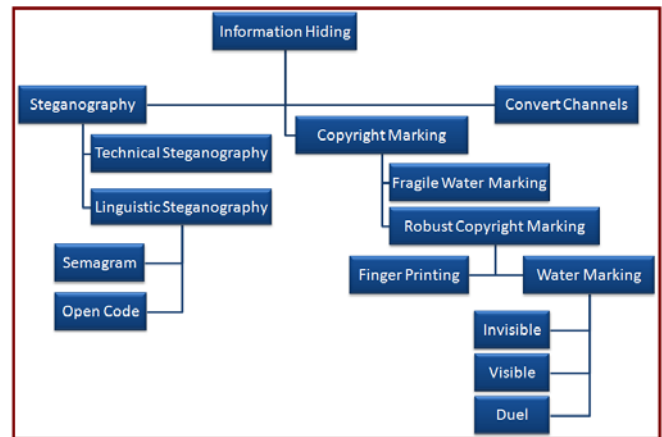 Information Hiding
Steganography
Convert Channels
Copyright Marking
Technical Steganography
Fragile Water Marking
Linguistic Steganography
Robust Copyright Marking
Semagram
Finger Printing
Water Marking
Open Code
Invisible
Visible
Duel